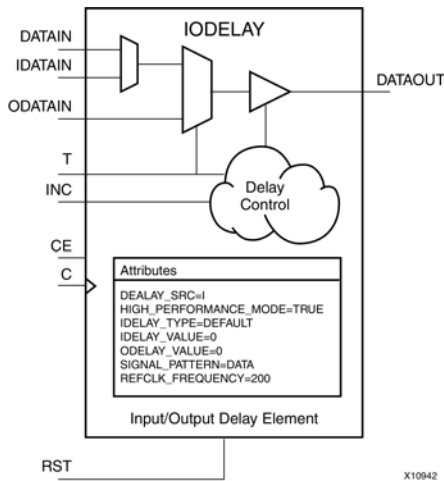 IODELAY
DATAIN
IDATAIN
ODATAIN
DATAOUT
T
INC
Delay
Control
CE
C
Attributes
DEALAY_SRC=I
HIGH_PERFORMANCE_MODE=TRUE
IDELAY_TYPE=DEFAULT
IDELAY_VALUE=0
ODELAY_VALUE=0
SIGNAL_PATTERN=DATA
REFCLK_FREQUENCY=200
Input/Output Delay Element
RST
X10942